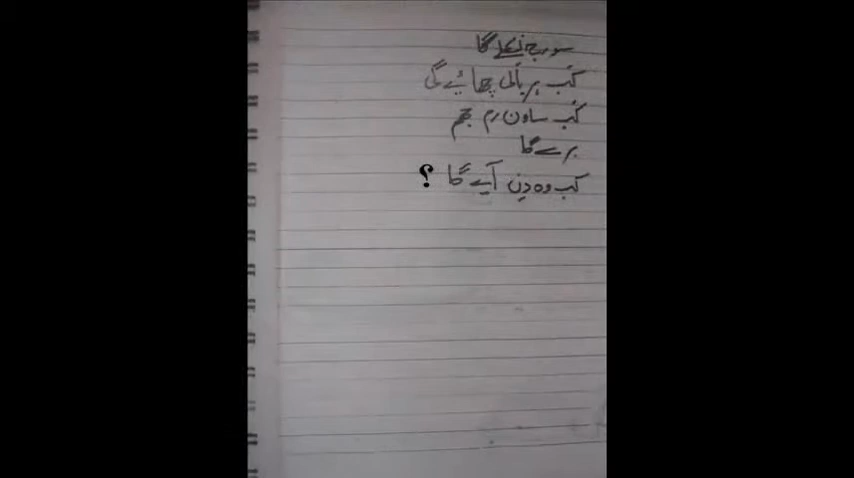 سورج نکلے گا
کب ہریالی چھائے گی
کب ساون رم جھم
برسے گا
کب وہ دن آئے گا ؟